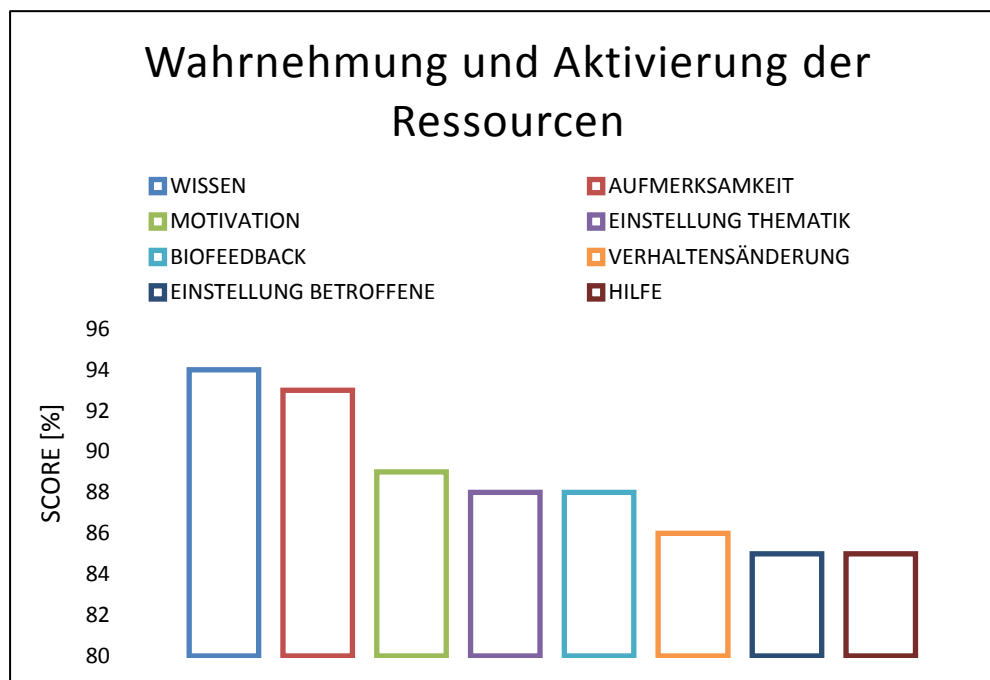 Wahrnehmung und Aktivierung der
Ressourcen
WISSEN
AUFMERKSAMKEIT
MOTIVATION
EINSTELLUNG THEMATIK
BIOFEEDBACK
VERHALTENSÄNDERUNG
EINSTELLUNG BETROFFENE
HILFE
SCORE [%]
96
94
92
90
88
86
84
82
80